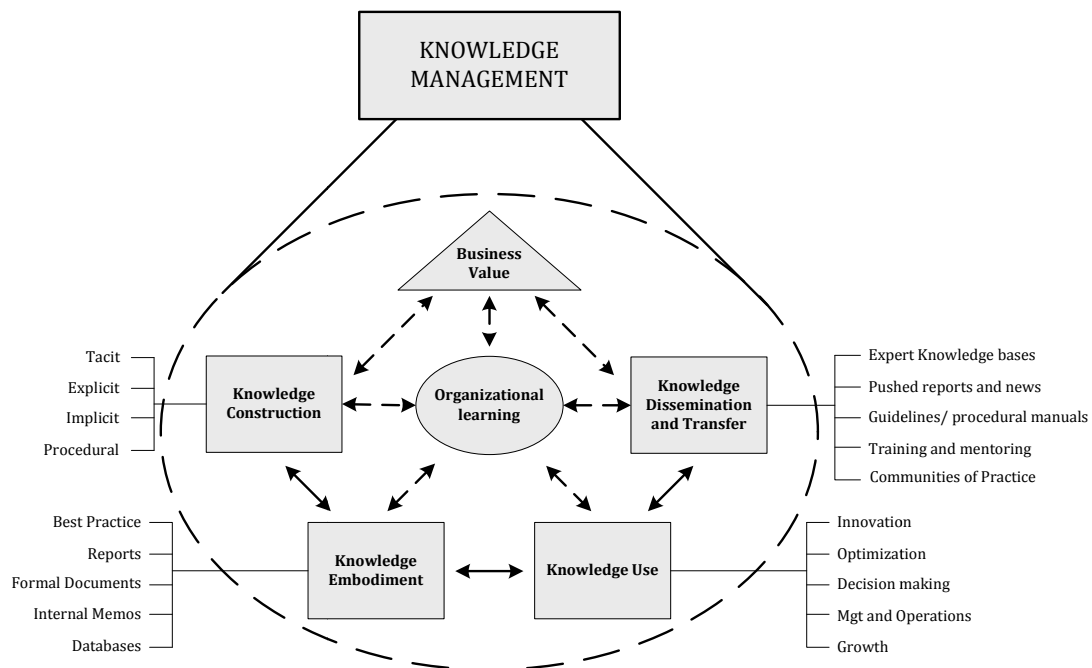 KNOWLEDGE
MANAGEMENT
Business
Value
Tacit
Explicit
Implicit
Procedural
Knowledge
Construction
Organizational
learning
Knowledge
Dissemination
and Transfer
Expert Knowledge bases
Pushed reports and news
Guidelines/ procedural manuals
Training and mentoring
Communities of Practice
Best Practice
Reports
Formal Documents
Internal Memos
Databases
Knowledge
Embodiment
Knowledge Use
Innovation
Optimization
Decision making
Mgt and Operations
Growth